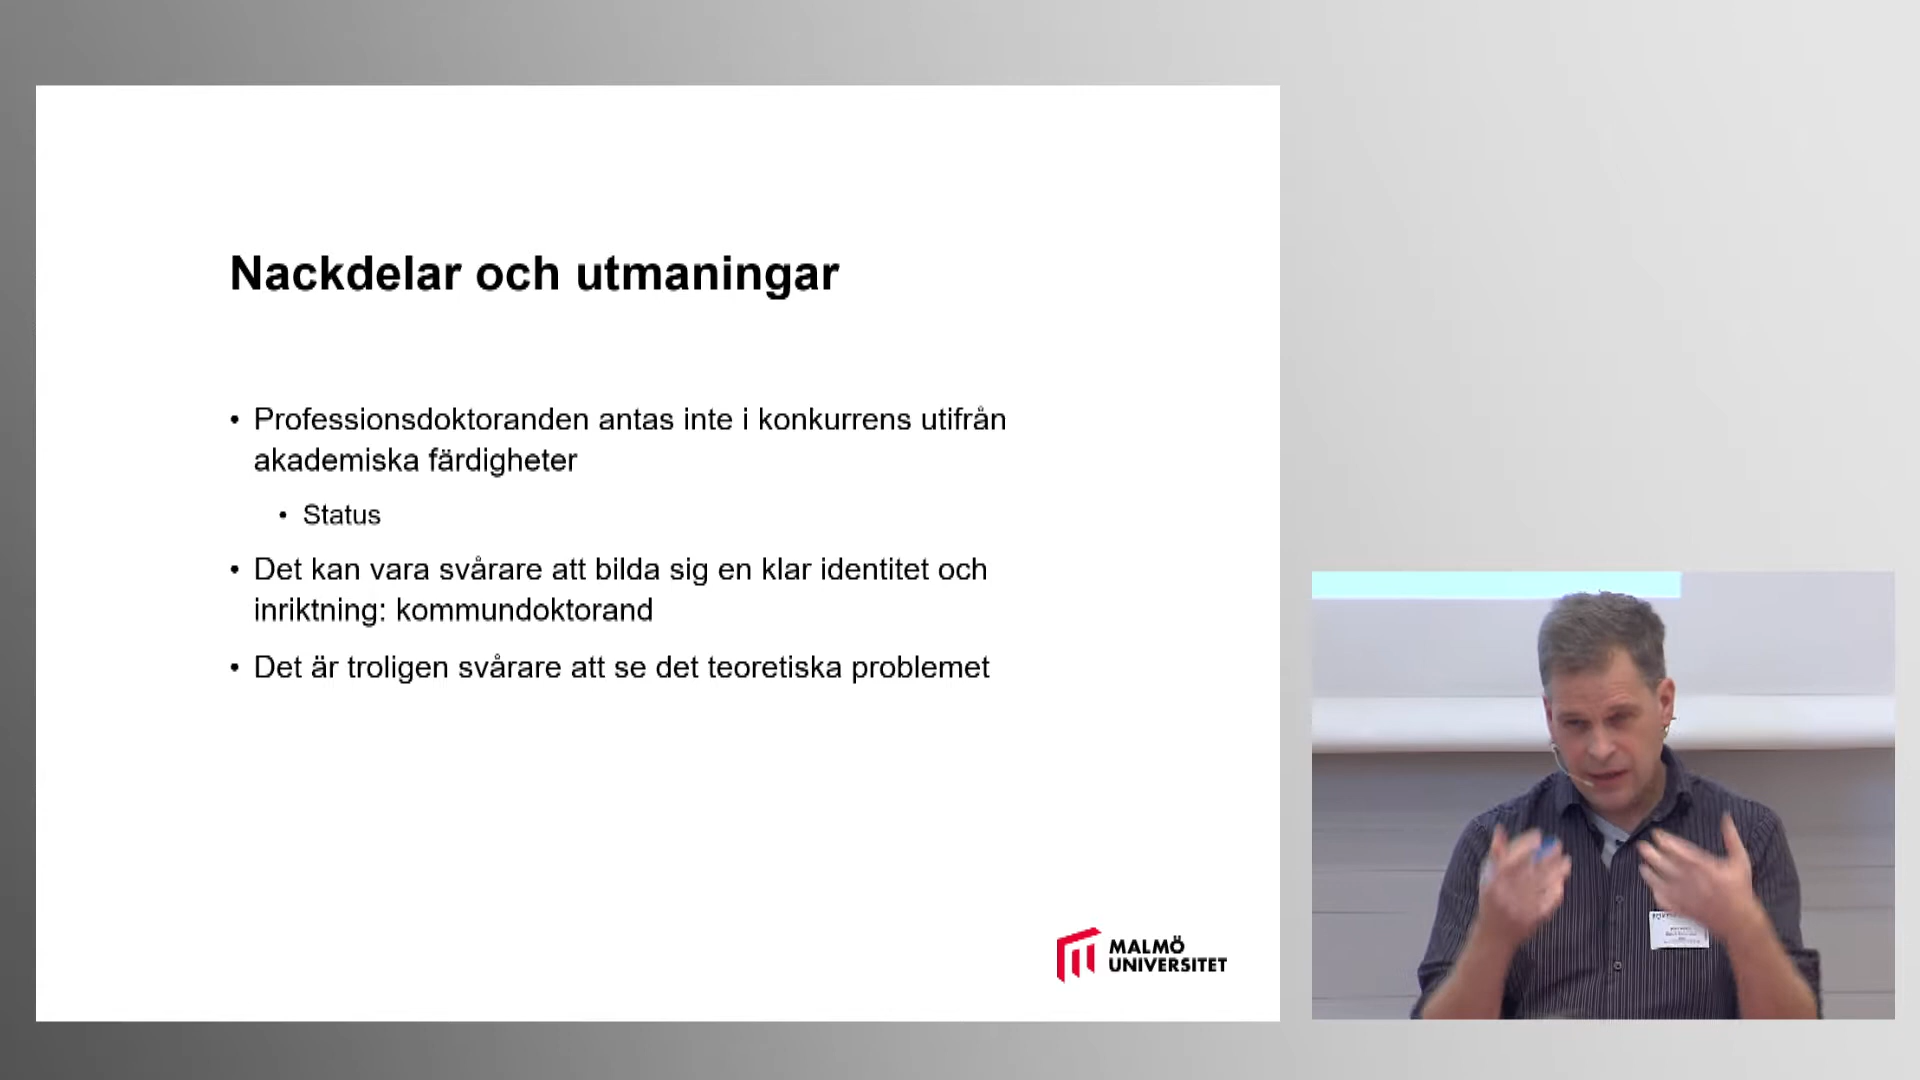 Nackdelar och utmaningar
• Professionsdoktoranden antas inte i konkurrens utifrån
akademiska färdigheter
• Status
• Det kan vara svårare att bilda sig en klar identitet och
inriktning: kommundoktorand
• Det är troligen svårare att se det teoretiska problemet
MALMÖ
UNIVERSITET